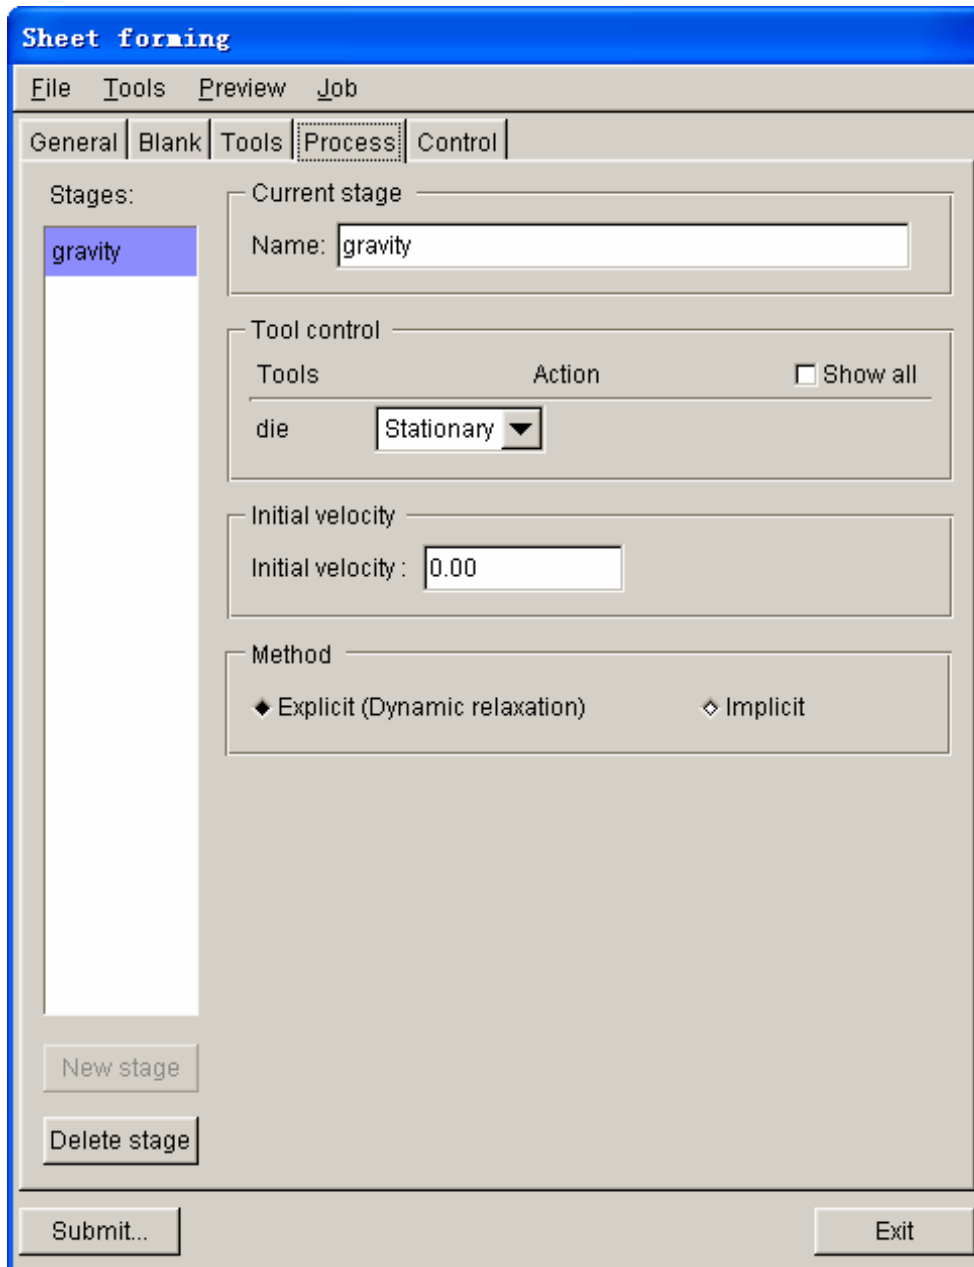 Sheet forming
File Tools Preview Job
General Blank Tools Process Control
Stages:
gravity
Current stage
Name: gravity
Tool control
Tools Action Show all
die Stationary
Initial velocity
Initial velocity : 0.00
Method
Explicit (Dynamic relaxation) Implicit
New stage
Delete stage
Submit... Exit